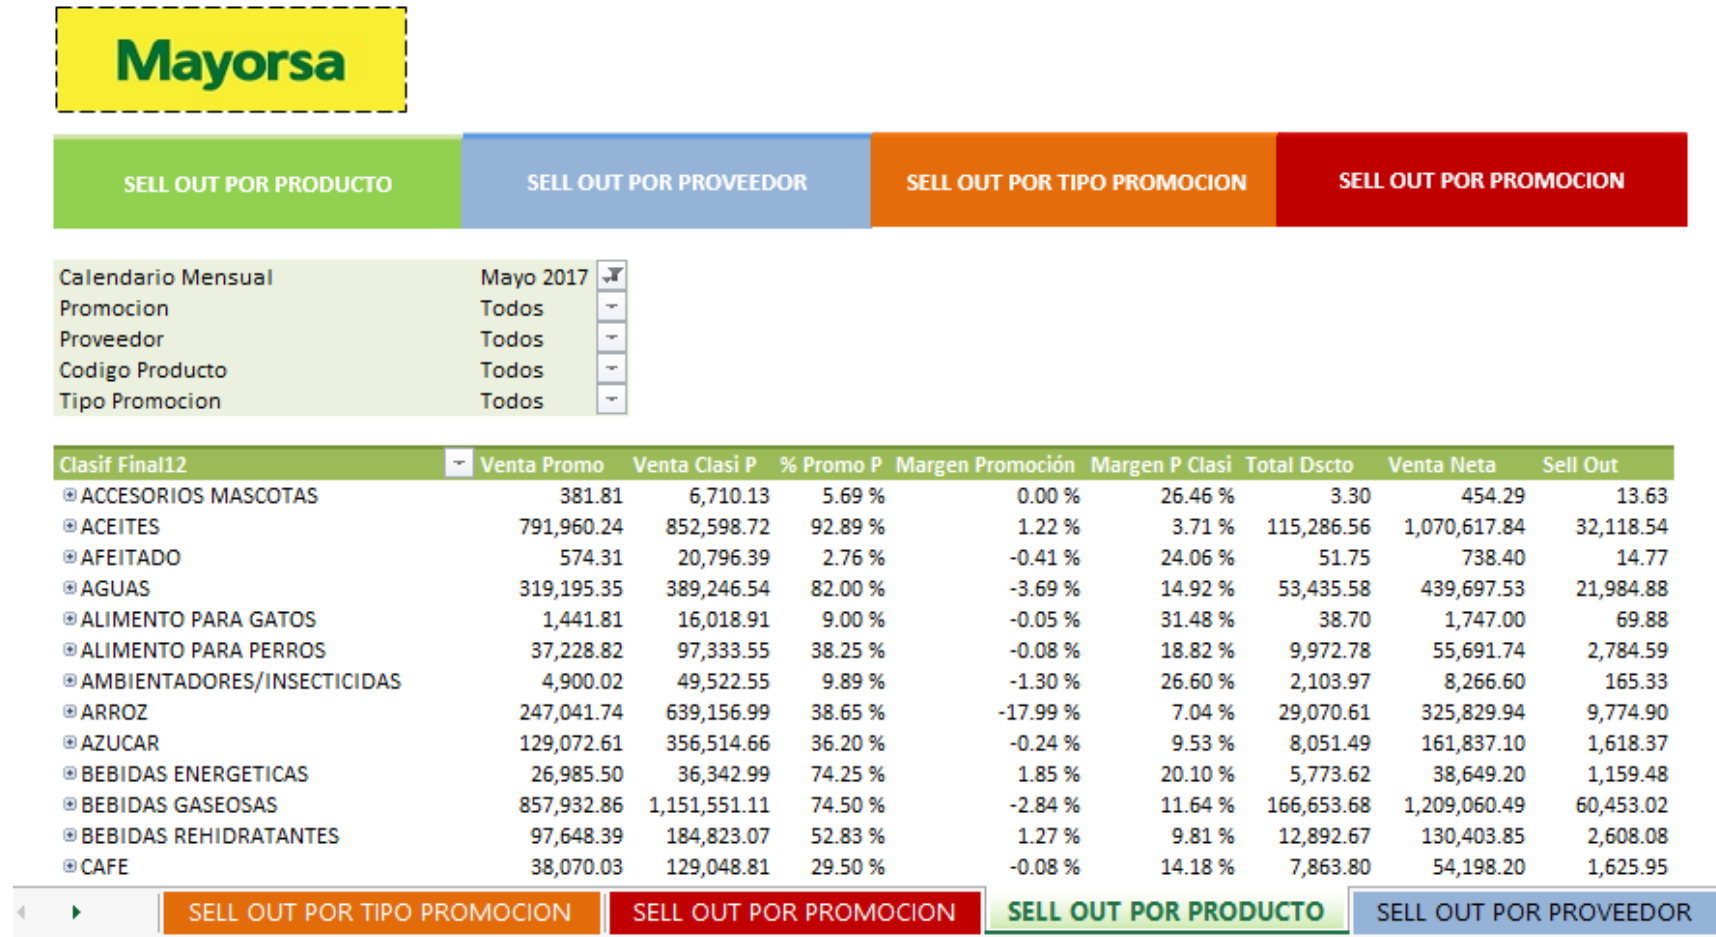 Mayorsa
SELL OUT POR PRODUCTO SELL OUT POR PROVEEDOR SELL OUT POR TIPO PROMOCION SELL OUT POR PROMOCION
Calendario Mensual Mayo 2017
Promocion Todos
Proveedor Todos
Codigo Producto Todos
Tipo Promocion Todos
Clasif Final12 Venta Promo Venta Clasi P % Promo P Margen Promoción Margen P Clasi Total Dscto Venta Neta Sell Out
ACCESORIOS MASCOTAS 381.81 6,710.13 5.69 % 0.00 % 26.46 % 3.30 454.29 13.63
ACEITES 791,960.24 852,598.72 92.89 % 1.22 % 3.71 % 115,286.56 1,070,617.84 32,118.54
AFEITADO 574.31 20,796.39 2.76 % -0.41 % 24.06 % 51.75 738.40 14.77
AGUAS 319,195.35 389,246.54 82.00 % -3.69 % 14.92 % 53,435.58 439,697.53 21,984.88
ALIMENTO PARA GATOS 1,441.81 16,018.91 9.00 % -0.05 % 31.48 % 38.70 1,747.00 69.88
ALIMENTO PARA PERROS 37,228.82 97,333.55 38.25 % -0.08 % 18.82 % 9,972.78 55,691.74 2,784.59
AMBIENTADORES/INSECTICIDAS 4,900.02 49,522.55 9.89 % -1.30 % 26.60 % 2,103.97 8,266.60 165.33
ARROZ 247,041.74 639,156.99 38.65 % -17.99 % 7.04 % 29,070.61 325,829.94 9,774.90
AZUCAR 129,072.61 356,514.66 36.20 % -0.24 % 9.53 % 8,051.49 161,837.10 1,618.37
BEBIDAS ENERGETICAS 26,985.50 36,342.99 74.25 % 1.85 % 20.10 % 5,773.62 38,649.20 1,159.48
BEBIDAS GASEOSAS 857,932.86 1,151,551.11 74.50 % -2.84 % 11.64 % 166,653.68 1,209,060.49 60,453.02
BEBIDAS REHIDRATANTES 97,648.39 184,823.07 52.83 % 1.27 % 9.81 % 12,892.67 130,403.85 2,608.08
CAFE 38,070.03 129,048.81 29.50 % -0.08 % 14.18 % 7,863.80 54,198.20 1,625.95
SELL OUT POR TIPO PROMOCION SELL OUT POR PROMOCION SELL OUT POR PRODUCTO SELL OUT POR PROVEEDOR